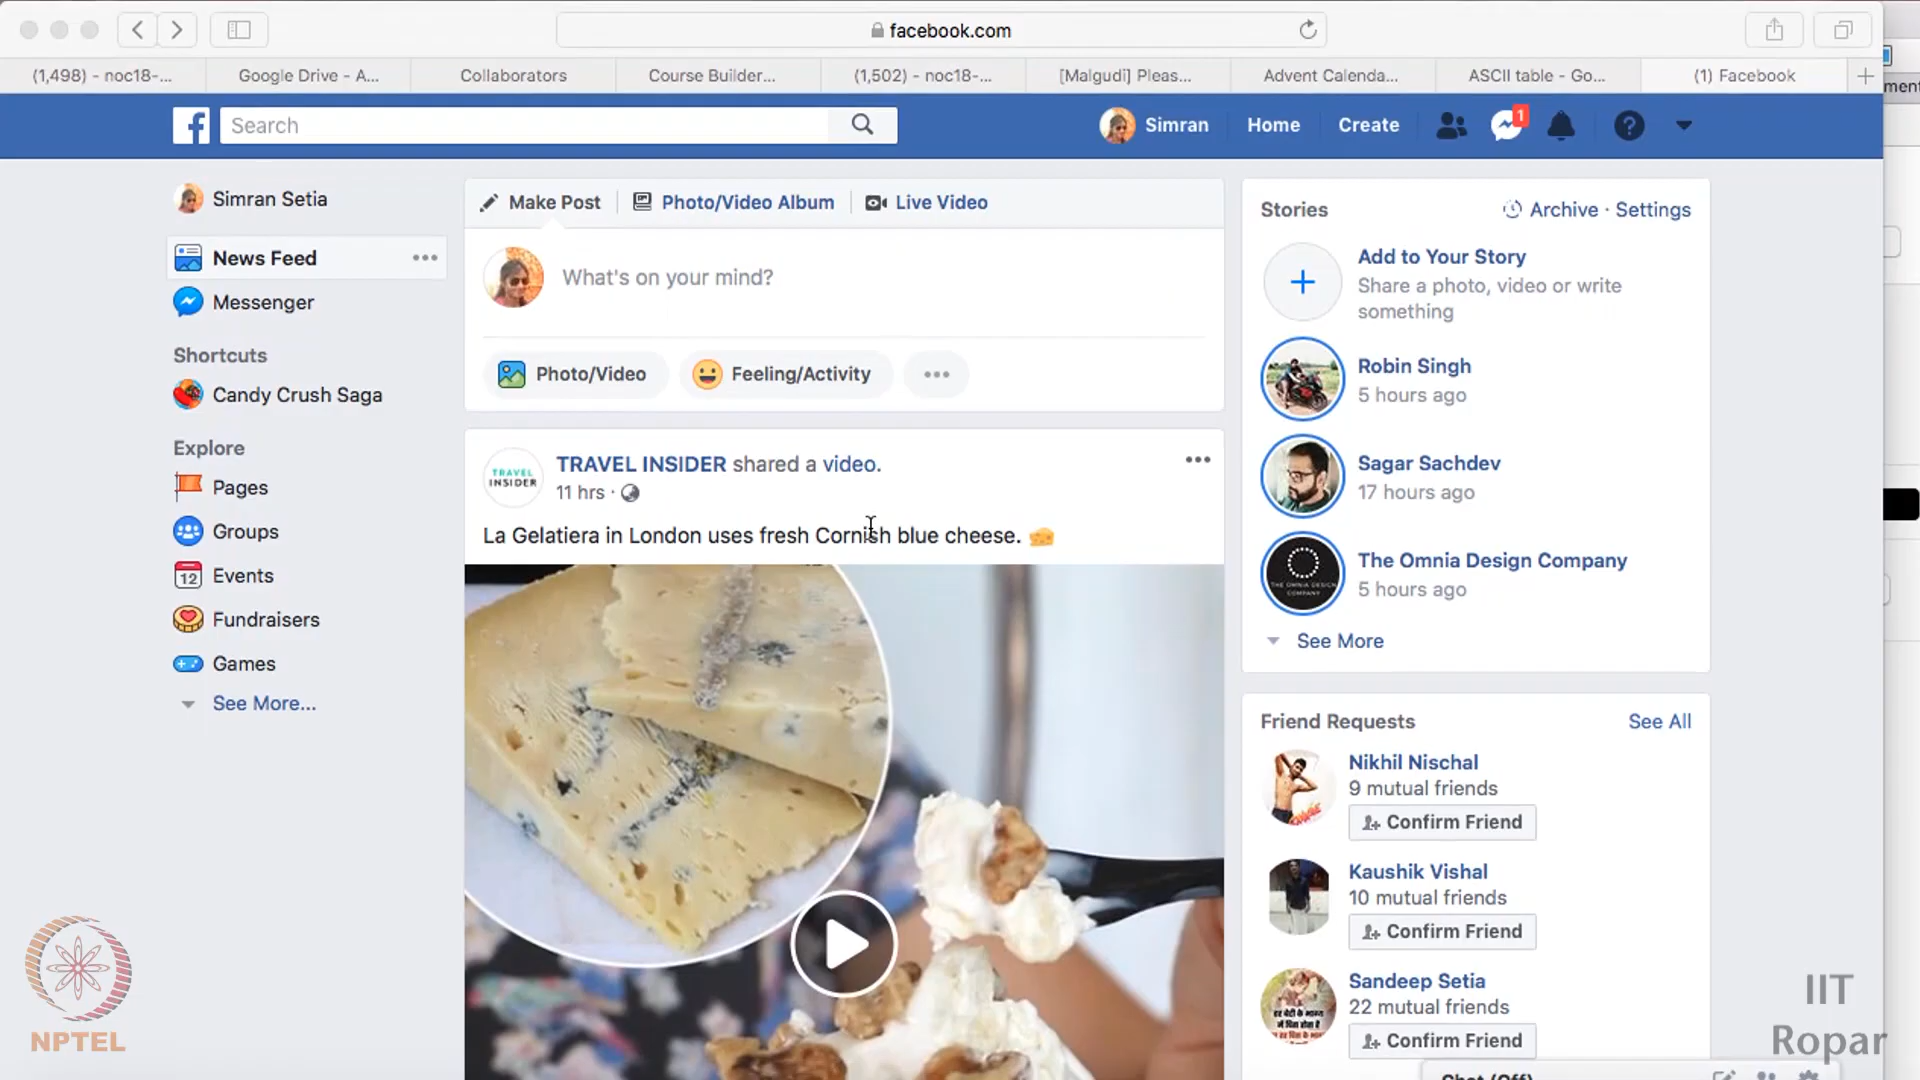 facebook.com
(1,498) - noc18-...
Google Drive - A...
Collaborators
Course Builder...
(1,502) - noc18-...
[Malgudi] Pleas...
Advent Calenda...
ASCII table - Go...
(1) Facebook
Search
Simran
Home
Create
1
Simran Setia
News Feed
Messenger
Shortcuts
Candy Crush Saga
Explore
Pages
Groups
12
Events
Fundraisers
Games
See More...
Make Post
Photo/Video Album
Live Video
What's on your mind?
Photo/Video
Feeling/Activity
TRAVEL INSIDER
TRAVEL INSIDER shared a video.
11 hrs ·
La Gelatiera in London uses fresh Cornish blue cheese.
Stories
Archive · Settings
Add to Your Story
Share a photo, video or write
something
Robin Singh
5 hours ago
Sagar Sachdev
17 hours ago
THE OMNIA DESIGN
COMPANY
The Omnia Design Company
5 hours ago
See More
Friend Requests
See All
Nikhil Nischal
9 mutual friends
Confirm Friend
Kaushik Vishal
10 mutual friends
Confirm Friend
Sandeep Setia
22 mutual friends
Confirm Friend
Chat (Off)
NPTEL
IIT
Ropar